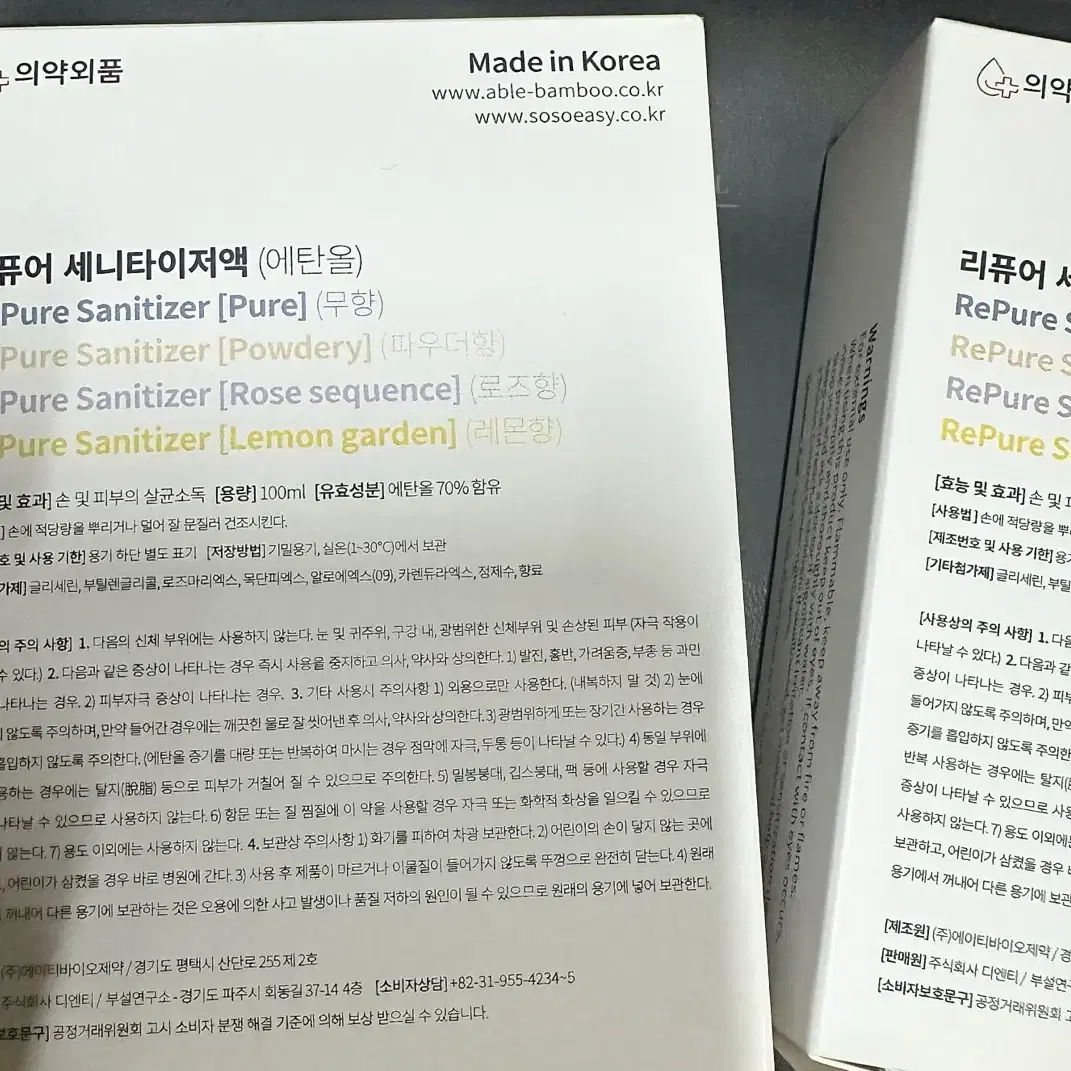 의약외품
Made in Korea
www.able-bamboo.co.kr
www.sosoeasy.co.kr
퓨어 세니타이저액 (에탄올)
Pure Sanitizer [Pure] (무향)
Pure Sanitizer [Powdery] (파우더향)
Pure Sanitizer [Rose sequence] (로즈향)
Pure Sanitizer [Lemon garden] (레몬향)
및 효과] 손 및 피부의 살균소독 [용량] 100ml [유효성분] 에탄올 70% 함유
] 손에 적당량을 뿌리거나 덜어 잘 문질러 건조시킨다.
호 및 사용 기한] 용기 하단 별도 표기 [저장방법] 기밀용기, 실온(1~30°C)에서 보관
가제] 글리세린, 부틸렌글리콜, 로즈마리엑스, 목단피엑스, 알로에엑스(09), 카렌듀라엑스, 정제수, 향료
의 주의 사항] 1. 다음의 신체 부위에는 사용하지 않는다. 눈 및 귀주위, 구강 내, 광범위한 신체부위 및 손상된 피부 (자극 작용이
수 있다.) 2. 다음과 같은 증상이 나타나는 경우 즉시 사용을 중지하고 의사, 약사와 상의한다. 1) 발진, 홍반, 가려움증, 부종 등 과민
나타나는 경우. 2) 피부자극 증상이 나타나는 경우. 3. 기타 사용시 주의사항 1) 외용으로만 사용한다. (내복하지 말 것) 2) 눈에
않도록 주의하며, 만약 들어간 경우에는 깨끗한 물로 잘 씻어낸 후 의사, 약사와 상의한다. 3) 광범위하게 또는 장기간 사용하는 경우
흡입하지 않도록 주의한다. (에탄올 증기를 대량 또는 반복하여 마시는 경우 점막에 자극, 두통 등이 나타날 수 있다.) 4) 동일 부위에
용하는 경우에는 탈지(脫脂) 등으로 피부가 거칠어 질 수 있으므로 주의한다. 5) 밀봉붕대, 깁스붕대, 팩 등에 사용할 경우 자극
나타날 수 있으므로 사용하지 않는다. 6) 항문 또는 질 찜질에 이 약을 사용할 경우 자극 또는 화학적 화상을 일으킬 수 있으므로
않는다. 7) 용도 이외에는 사용하지 않는다. 4. 보관상 주의사항 1) 화기를 피하여 차광 보관한다. 2) 어린이의 손이 닿지 않는 곳에
, 어린이가 삼켰을 경우 바로 병원에 간다. 3) 사용 후 제품이 마르거나 이물질이 들어가지 않도록 뚜껑으로 완전히 닫는다. 4) 원래
꺼내어 다른 용기에 보관하는 것은 오용에 의한 사고 발생이나 품질 저하의 원인이 될 수 있으므로 원래의 용기에 넣어 보관한다.
(주)에이티바이오제약 / 경기도 평택시 산단로 255 제 2호
주식회사 디엔티 / 부설연구소 - 경기도 파주시 회동길 37-14 4층 [소비자상담] +82-31-955-4234~5
보호문구] 공정거래위원회 고시 소비자 분쟁 해결 기준에 의해 보상 받으실 수 있습니다.
Warnings
For external use only. Flammable, keep away from fire or flames.
When using this product, keep out of eyes, if contact with eyes occurs,
의약
리퓨어 세
RePure S
RePure S
RePure S
RePure S
[효능 및 효과] 손 및 피
[사용법] 손에 적당량을 뿌
[제조번호 및 사용 기한] 용기
[기타첨가제] 글리세린, 부틸
[사용상의 주의 사항] 1. 다음
나타날 수 있다.) 2. 다음과 같
증상이 나타나는 경우. 2) 피부
들어가지 않도록 주의하며, 만약
증기를 흡입하지 않도록 주의한
반복 사용하는 경우에는 탈지(
증상이 나타날 수 있으므로 사용
사용하지 않는다. 7) 용도 이외에
보관하고, 어린이가 삼켰을 경우 바
용기에서 꺼내어 다른 용기에 보관
[제조원] (주)에이티바이오제약 / 경
[판매원] 주식회사 디엔티 / 부설연구
[소비자보호문구] 공정거래위원회 고